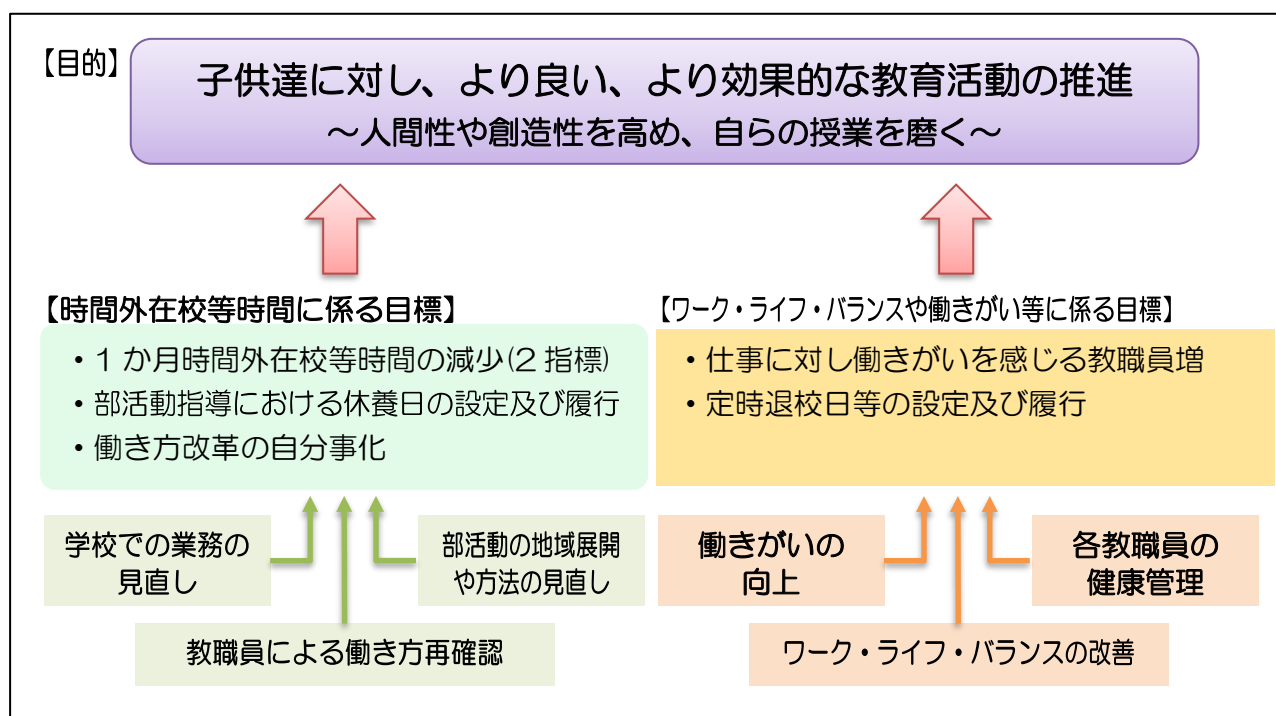 【目的】
子供達に対し、より良い、より効果的な教育活動の推進
～人間性や創造性を高め、自らの授業を磨く～
【時間外在校等時間に係る目標】
・1 か月時間外在校等時間の減少(2 指標)
・部活動指導における休養日の設定及び履行
・働き方改革の自分事化
【ワーク・ライフ・バランスや働きがい等に係る目標】
・仕事に対し働きがいを感じる教職員増
・定時退校日等の設定及び履行
学校での業務の
見直し
部活動の地域展開
や方法の見直し
教職員による働き方再確認
働きがいの
向上
各教職員の
健康管理
ワーク・ライフ・バランスの改善